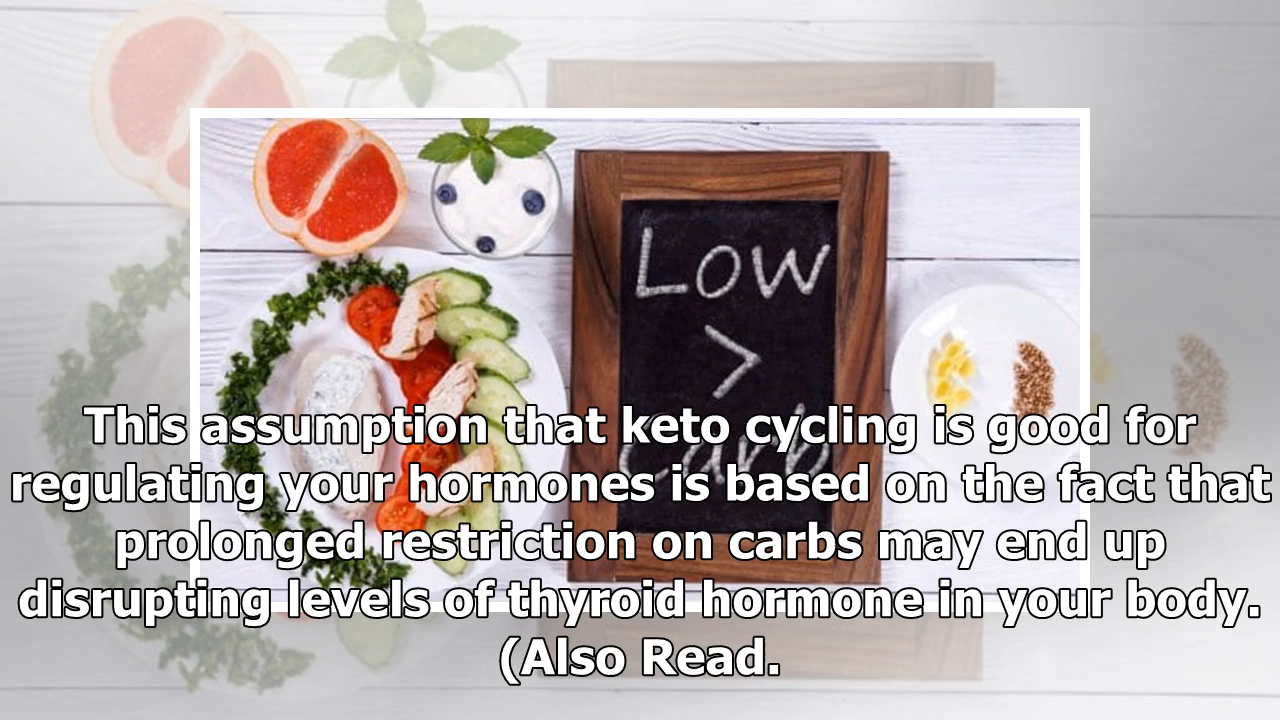 Low
>
Carb
This assumption that keto cycling is good for
regulating your hormones is based on the fact that
prolonged restriction on carbs may end up
disrupting levels of thyroid hormone in your body.
(Also Read.